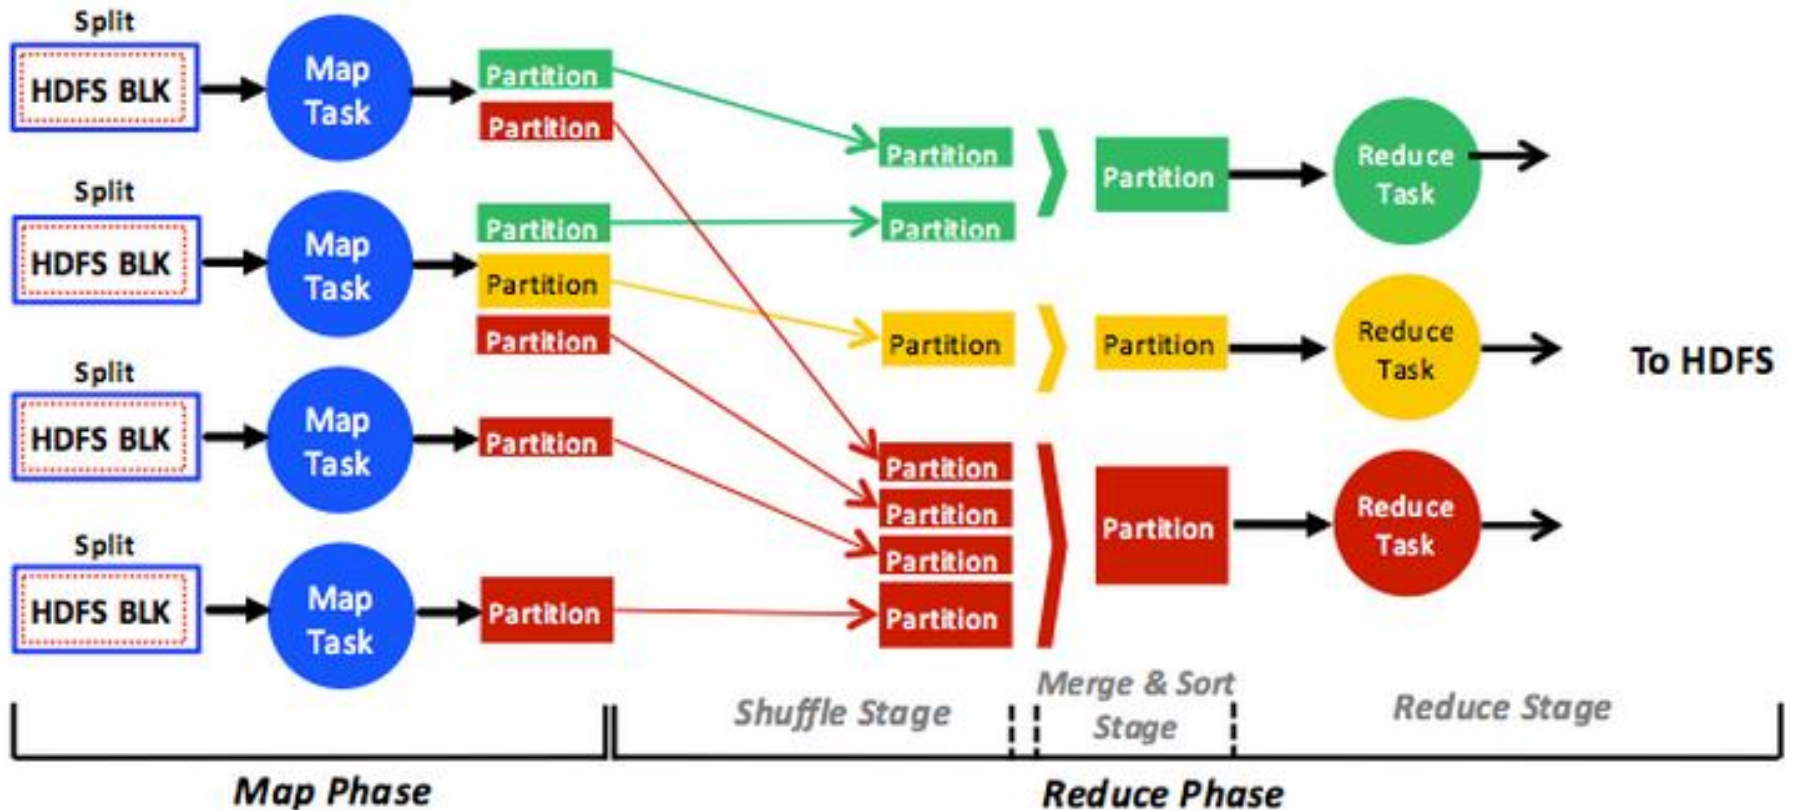 Split
HDFS BLK
Map
Task
Partition
Partition
Split
HDFS BLK
Map
Task
Partition
Partition
Partition
Split
HDFS BLK
Map
Task
Partition
Split
HDFS BLK
Map
Task
Partition
Partition
Partition
Partition
Partition
Partition
Partition
Partition
Partition
Partition
Partition
Reduce
Task
Reduce
Task
Reduce
Task
To HDFS
Shuffle Stage
Merge & Sort
Stage
Reduce Stage
Map Phase
Reduce Phase